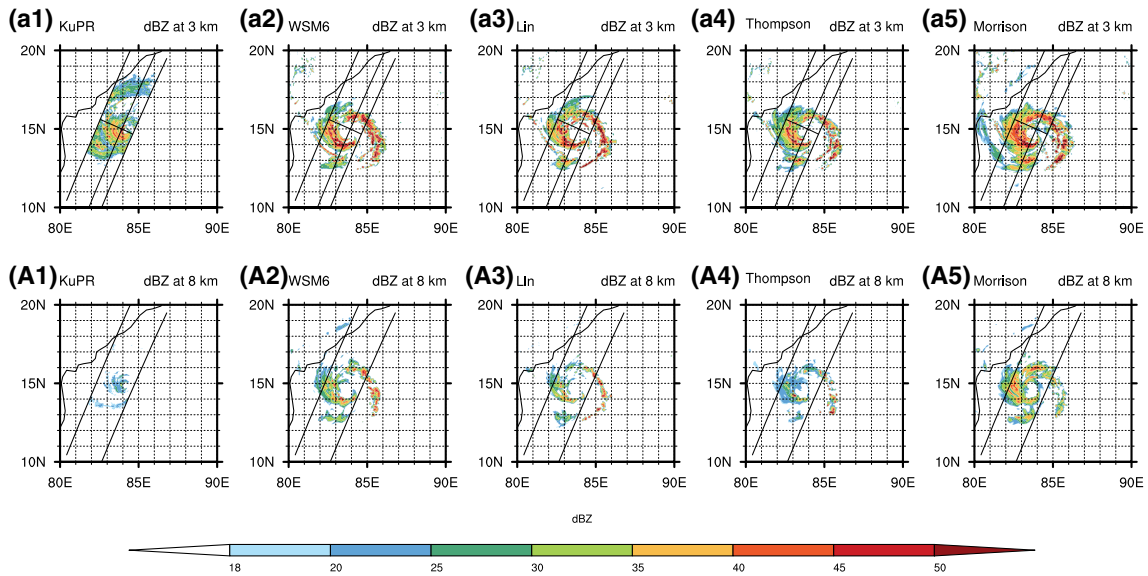 (a1) KuPR dBZ at 3 km (a2) WSM6 dBZ at 3 km (a3) Lin dBZ at 3 km (a4) Thompson dBZ at 3 km (a5) Morrison dBZ at 3 km
20N 20N 20N 20N 20N
15N 15N 15N 15N 15N
10N 10N 10N 10N 10N
80E 85E 90E 80E 85E 90E 80E 85E 90E 80E 85E 90E 80E 85E 90E
(A1) KuPR dBZ at 8 km (A2) WSM6 dBZ at 8 km (A3) Lin dBZ at 8 km (A4) Thompson dBZ at 8 km (A5) Morrison dBZ at 8 km
20N 20N 20N 20N 20N
15N 15N 15N 15N 15N
10N 10N 10N 10N 10N
80E 85E 90E 80E 85E 90E 80E 85E 90E 80E 85E 90E 80E 85E 90E
dBZ
18 20 25 30 35 40 45 50